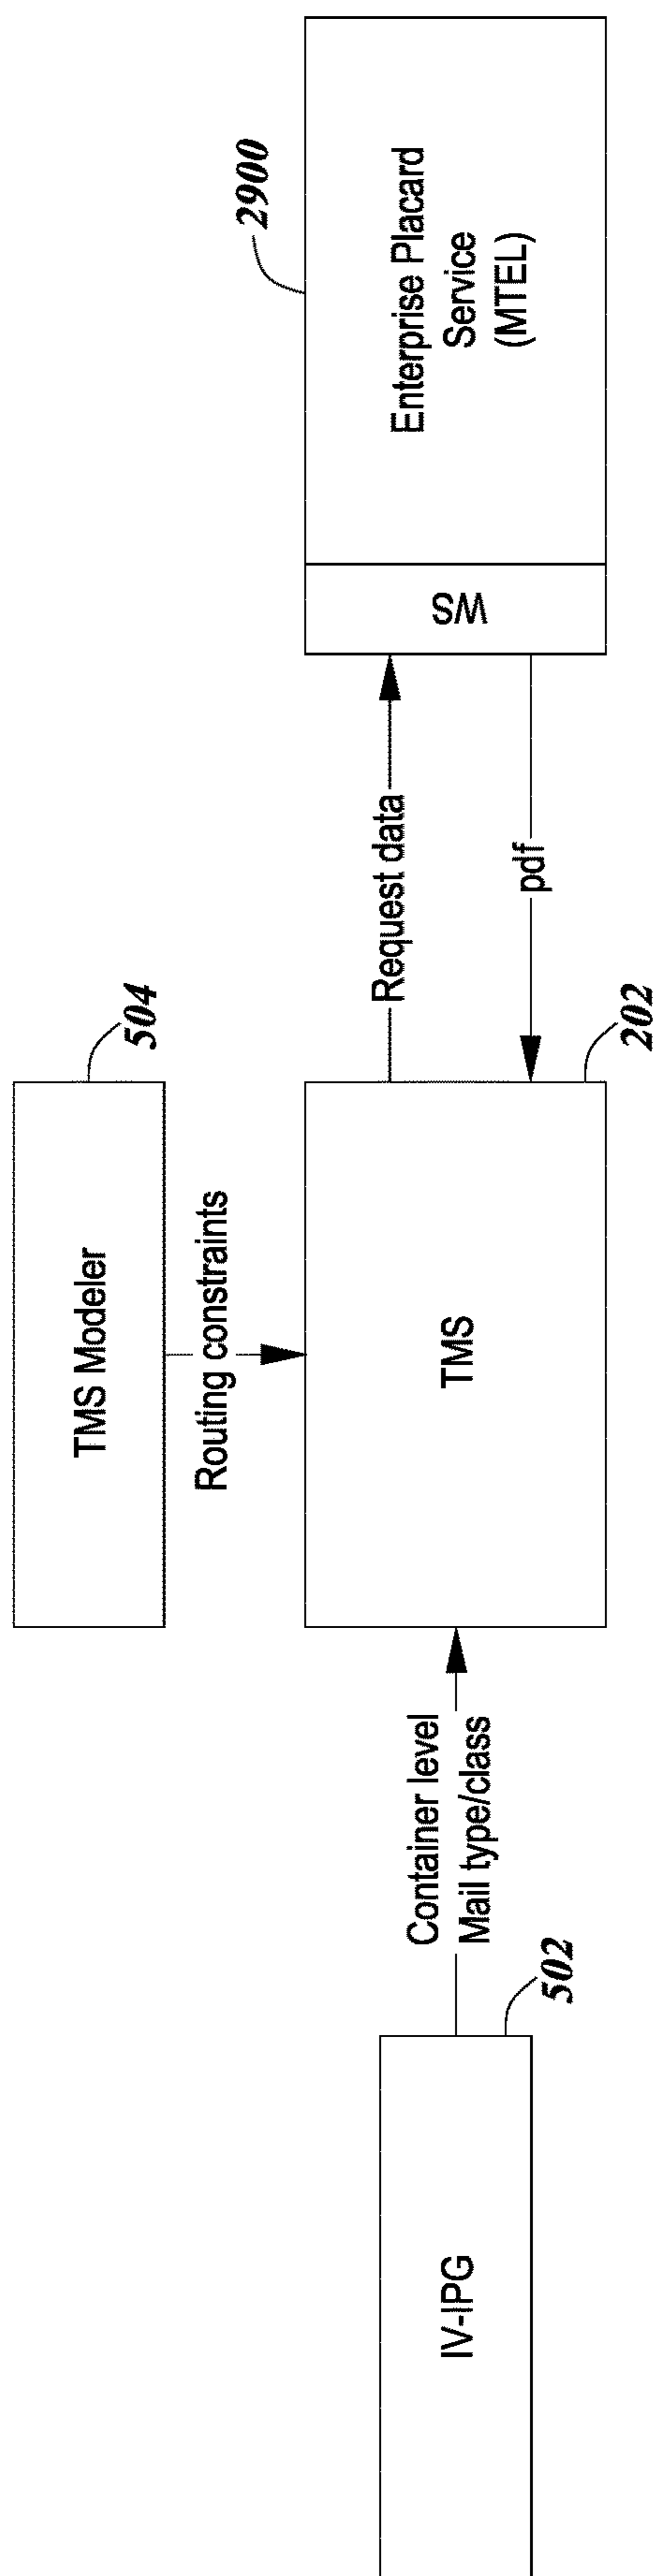 IV-IPG
502
Container level
Mail type/class
TMS Modeler
504
Routing constraints
TMS
202
Request data
pdf
WS
Enterprise Placard
Service
(MTEL)
2900